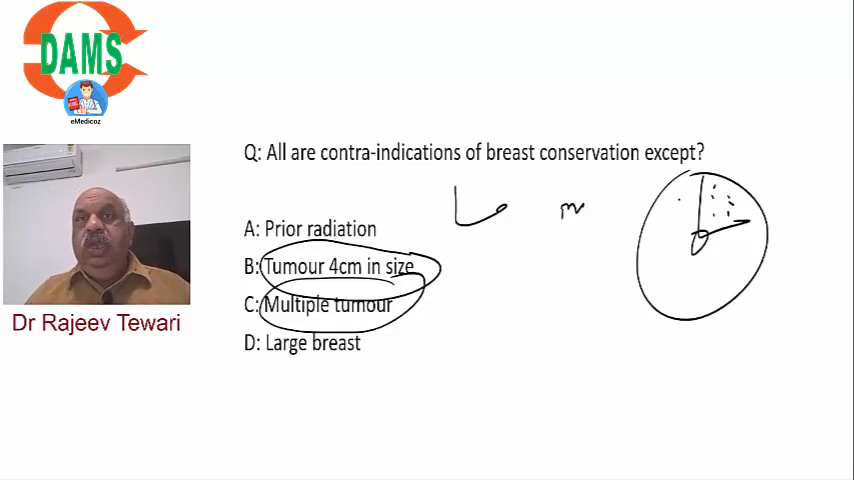 DAMS
eMedicoz
Q: All are contra-indications of breast conservation except?
A: Prior radiation
B: Tumour 4cm in size
C: Multiple tumour
D: Large breast
Dr Rajeev Tewari